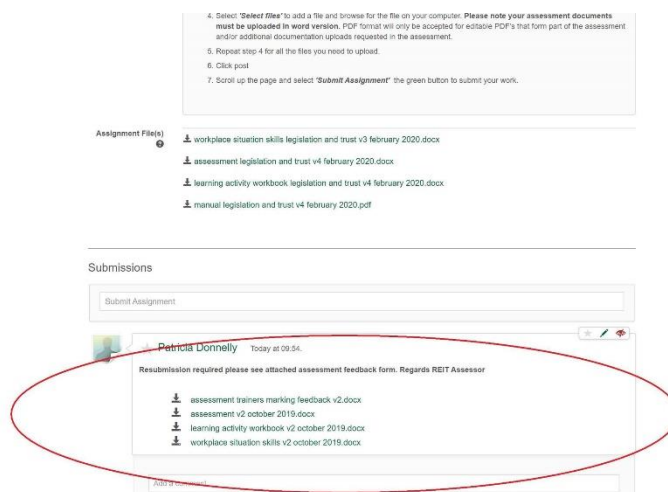 4. Select 'Select files' to add a file and browse for the file on your computer. Please note your assessment documents
must be uploaded in word version. PDF format will only be accepted for editable PDF's that form part of the assessment
and/or additional documentation uploads requested in the assessment.
5. Repeat step 4 for all the files you need to upload.
6. Click post
7. Scroll up the page and select 'Submit Assignment' the green button to submit your work.
Assignment File(s)
workplace situation skills legislation and trust v3 february 2020.docx
assessment legislation and trust v4 february 2020.docx
learning activity workbook legislation and trust v4 february 2020.docx
manual legislation and trust v4 february 2020.pdf
Submissions
Submit Assignment
Patricia Donnelly Today at 09:54.
Resubmission required please see attached assessment feedback form. Regards REIT Assessor
assessment trainers marking feedback v2.docx
assessment v2 october 2019.docx
learning activity workbook v2 october 2019.docx
workplace situation skills v2 october 2019.docx
Add a comment